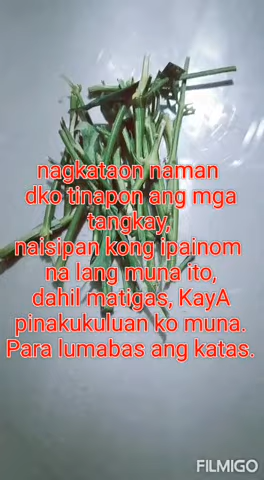 nagkataon naman
dko tinapon ang mga
tangkay,
naIsipan kong ipainom
na lang muna ito,
dahil matigas, KayA
pinakukuluan ko muna.
Para lumabas ang katas.
FILMIGO